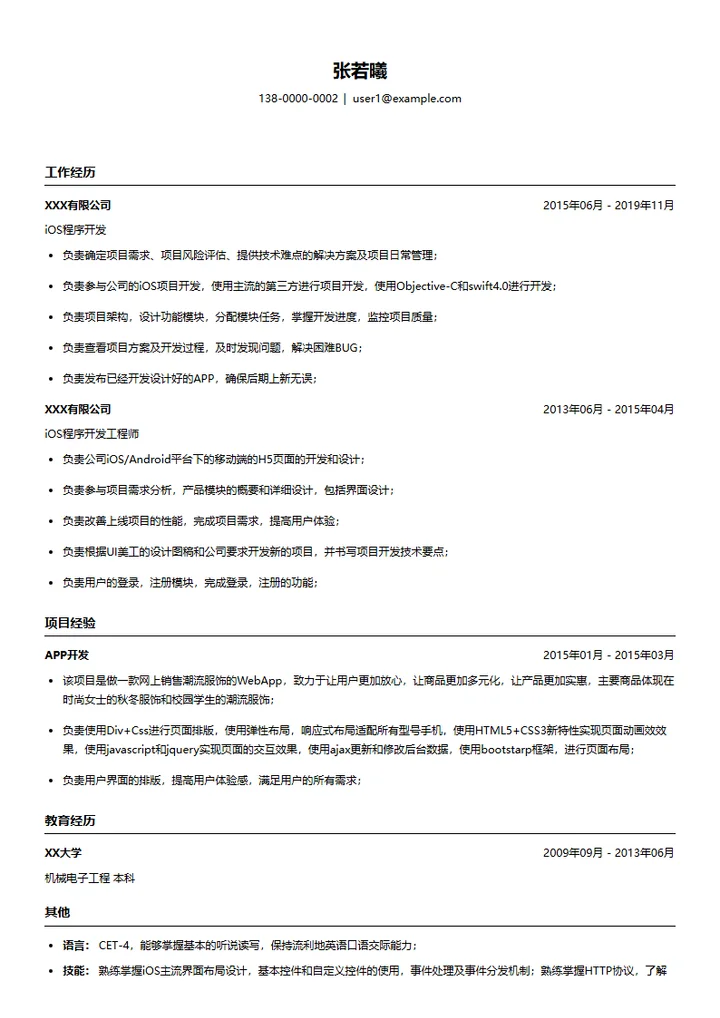 张若曦
138-0000-0002 | user1@example.com
工作经历
XXX有限公司 2015年06月 - 2019年11月
iOS程序开发
• 负责确定项目需求、项目风险评估、提供技术难点的解决方案及项目日常管理;
• 负责参与公司的iOS项目开发，使用主流的第三方进行项目开发，使用Objective-C和swift4.0进行开发;
• 负责项目架构，设计功能模块，分配模块任务，掌握开发进度，监控项目质量;
• 负责查看项目方案及开发过程，及时发现问题，解决困难BUG;
• 负责发布已经开发设计好的APP，确保后期上新无误;
XXX有限公司 2013年06月 - 2015年04月
iOS程序开发工程师
• 负责公司iOS/Android平台下的移动端的H5页面的开发和设计;
• 负责参与项目需求分析，产品模块的概要和详细设计，包括界面设计;
• 负责改善上线项目的性能，完成项目需求，提高用户体验;
• 负责根据UI美工的设计图稿和公司要求开发新的项目，并书写项目开发技术要点;
• 负责用户的登录，注册模块，完成登录，注册的功能;
项目经验
APP开发 2015年01月 - 2015年03月
• 该项目是做一款网上销售潮流服饰的WebApp，致力于让用户更加放心，让商品更加多元化，让产品更加实惠，主要商品体现在
时尚女士的秋冬服饰和校园学生的潮流服饰;
• 负责使用Div+Css进行页面排版，使用弹性布局，响应式布局适配所有型号手机，使用HTML5+CSS3新特性实现页面动画效效
果，使用javascript和jquery实现页面的交互效果，使用ajax更新和修改后台数据，使用bootstarp框架，进行页面布局;
• 负责用户界面的排版，提高用户体验感，满足用户的所有需求;
教育经历
XX大学 2009年09月 - 2013年06月
机械电子工程 本科
其他
• 语言： CET-4，能够掌握基本的听说读写，保持流利地英语口语交际能力;
• 技能： 熟练掌握iOS主流界面布局设计，基本控件和自定义控件的使用，事件处理及事件分发机制；熟练掌握HTTP协议，了解